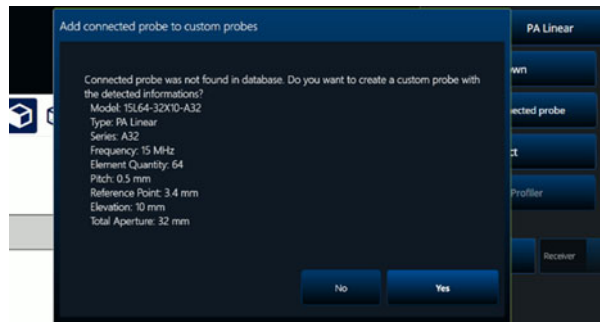 Add connected probe to custom probes
PA Linear
Connected probe was not found in database. Do you want to create a custom probe with
the detected informations?
Model: 15L64-32X10-A32
Type: PA Linear
Series: A32
Frequency: 15 MHz
Element Quantity: 64
Pitch: 0.5 mm
Reference Point: 3.4 mm
Elevation: 10 mm
Total Aperture: 32 mm
No
Yes
wn
ected probe
ct
Profiler
Receiver